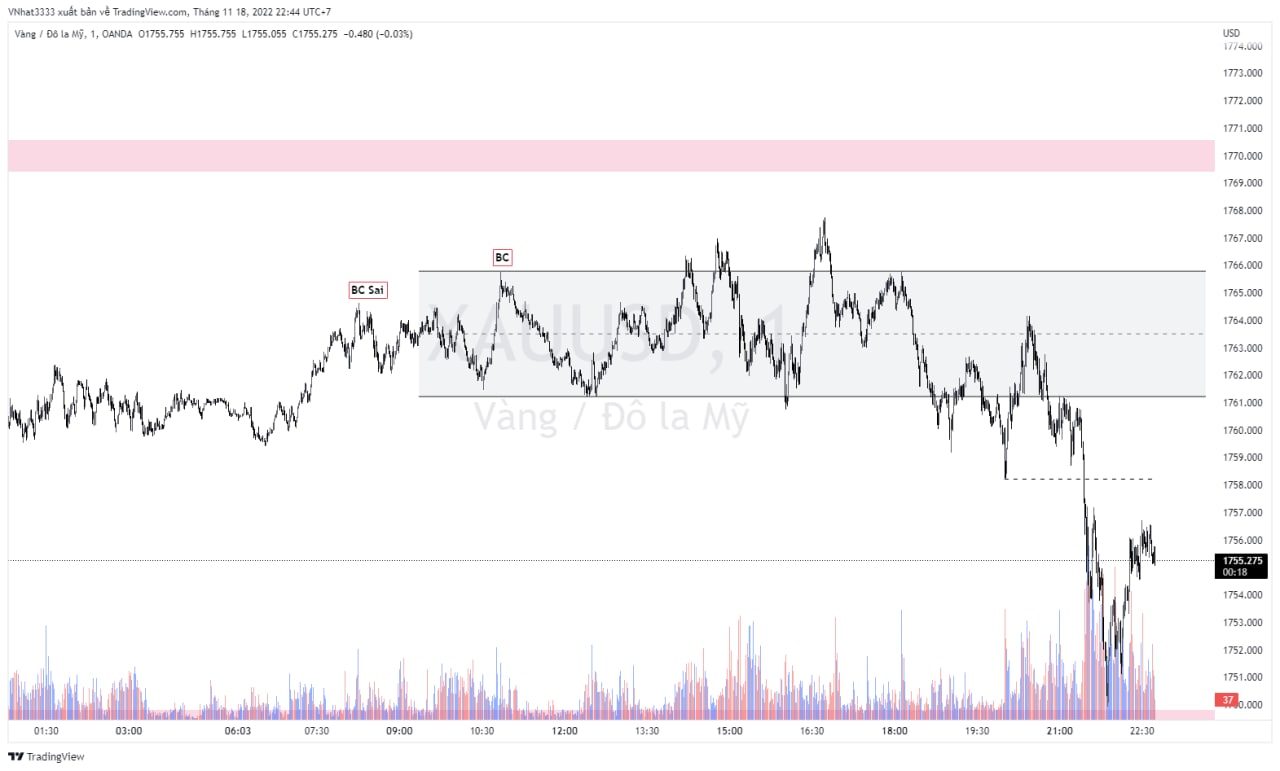 VNhat3333 xuất bản về TradingView.com, Tháng 11 18, 2022 22:44 UTC+7
Vàng / Đô la Mỹ, 1, OANDA O1755.755 H1755.755 L1755.055 C1755.275 −0.480 (−0.03%)
USD
1774.000
1773.000
1772.000
1771.000
1770.000
1769.000
1768.000
1767.000
1766.000
1765.000
1764.000
1763.000
1762.000
1761.000
1760.000
1759.000
1758.000
1757.000
1756.000
1755.275
00:18
1754.000
1753.000
1752.000
1751.000
37
BC Sai
BC
XAUUSD, 1
Vàng / Đô la Mỹ
01:30 03:00 06:03 07:30 09:00 10:30 12:00 13:30 15:00 16:30 18:00 19:30 21:00 22:30
TradingView